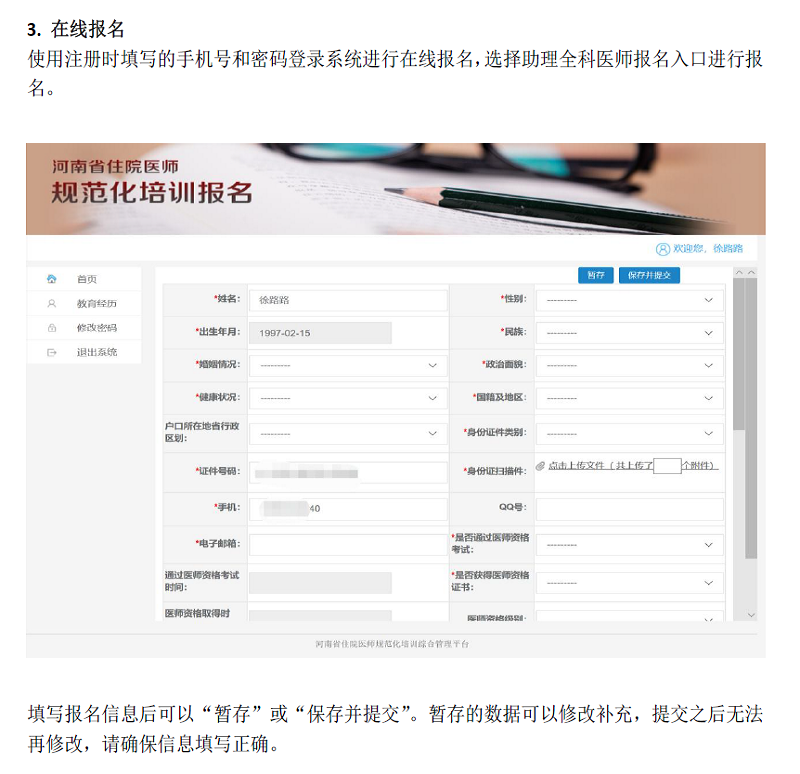 3. 在线报名
使用注册时填写的手机号和密码登录系统进行在线报名，选择助理全科医师报名入口进行报
名。
河南省住院医师
规范化培训报名
欢迎您，徐路路
首页
教育经历
修改密码
退出系统
暂存 保存并提交
*姓名： 徐路路 *性别： ---------
*出生年月： 1997-02-15 *民族： ---------
*婚姻情况： --------- *政治面貌： ---------
*健康状况： --------- *国籍及地区： ---------
户口所在地省行政
区划： --------- *身份证件类别： ---------
*证件号码： *身份证扫描件： 点击上传文件（共上传了 个附件）
*手机： 40 QQ号：
*电子邮箱： *是否通过医师资格
考试： ---------
通过医师资格考试
时间： *是否获得医师资格
证书： ---------
医师资格取得时 医师资格级别：
河南省住院医师规范化培训综合管理平台
填写报名信息后可以“暂存”或“保存并提交”。暂存的数据可以修改补充，提交之后无法
再修改，请确保信息填写正确。